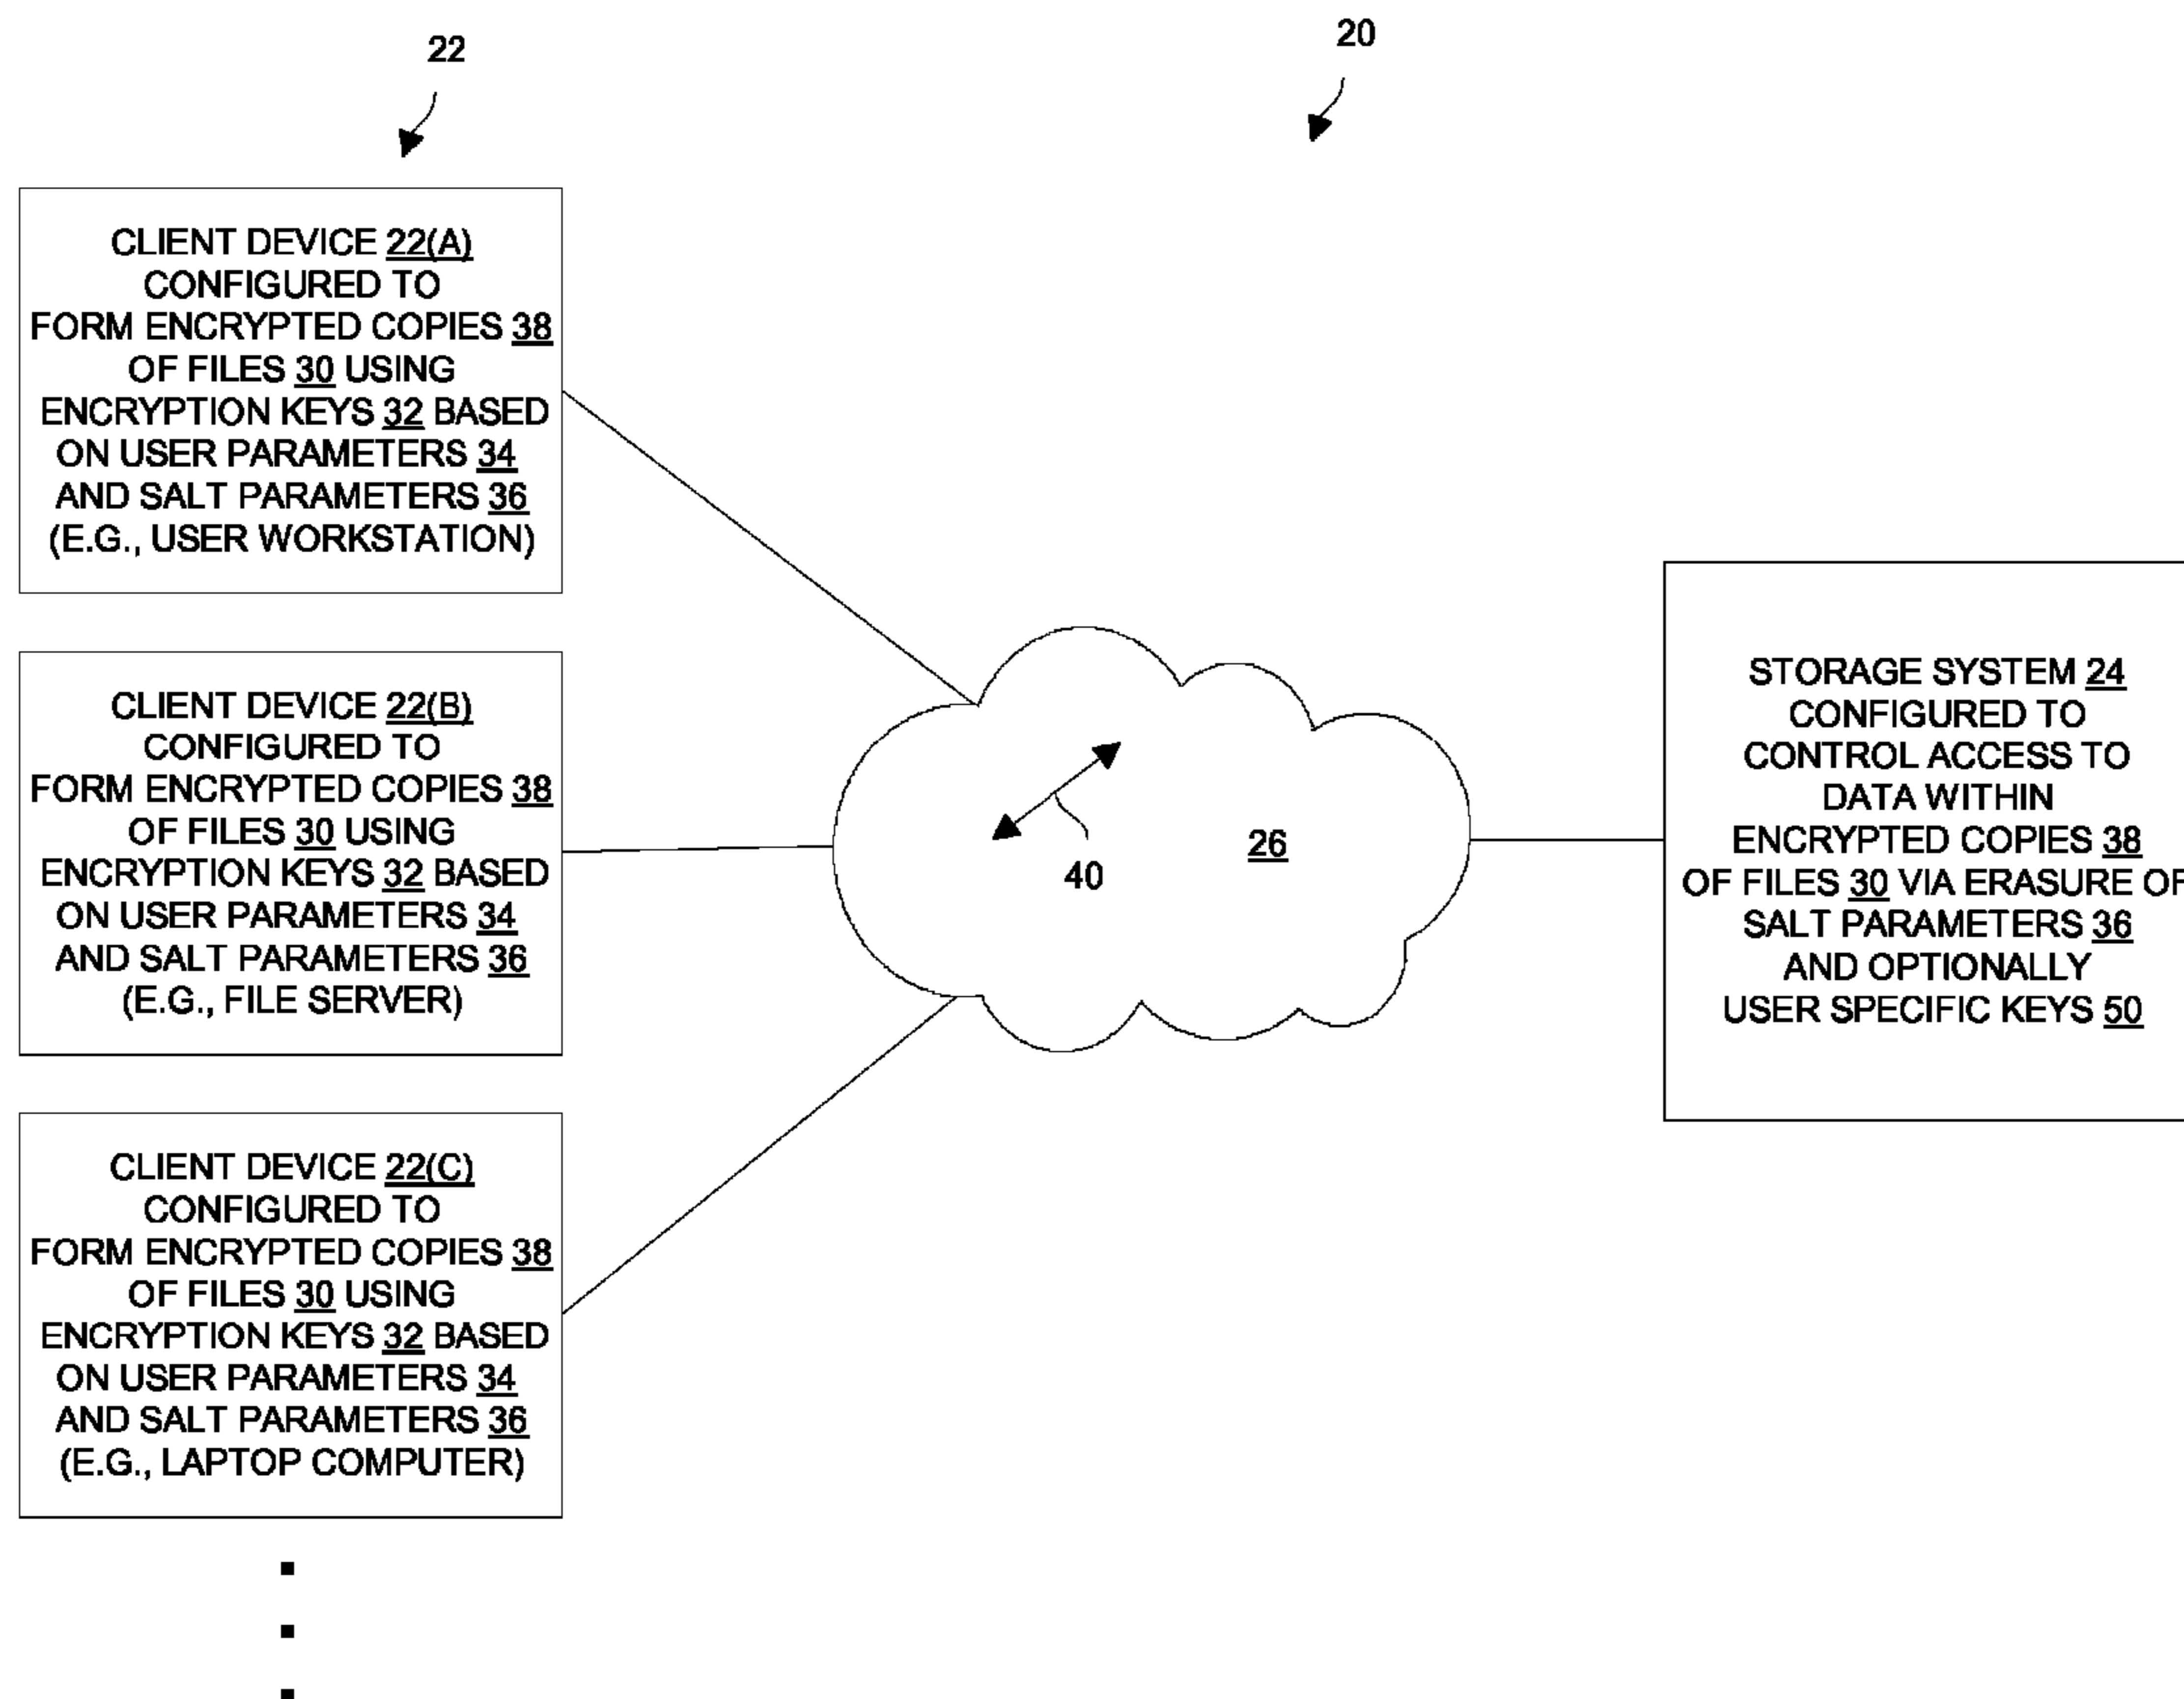 22
20
CLIENT DEVICE 22(A)
CONFIGURED TO
FORM ENCRYPTED COPIES 38
OF FILES 30 USING
ENCRYPTION KEYS 32 BASED
ON USER PARAMETERS 34
AND SALT PARAMETERS 36
(E.G., USER WORKSTATION)
CLIENT DEVICE 22(B)
CONFIGURED TO
FORM ENCRYPTED COPIES 38
OF FILES 30 USING
ENCRYPTION KEYS 32 BASED
ON USER PARAMETERS 34
AND SALT PARAMETERS 36
(E.G., FILE SERVER)
CLIENT DEVICE 22(C)
CONFIGURED TO
FORM ENCRYPTED COPIES 38
OF FILES 30 USING
ENCRYPTION KEYS 32 BASED
ON USER PARAMETERS 34
AND SALT PARAMETERS 36
(E.G., LAPTOP COMPUTER)
40
26
STORAGE SYSTEM 24
CONFIGURED TO
CONTROL ACCESS TO
DATA WITHIN
ENCRYPTED COPIES 38
OF FILES 30 VIA ERASURE OF
SALT PARAMETERS 36
AND OPTIONALLY
USER SPECIFIC KEYS 50